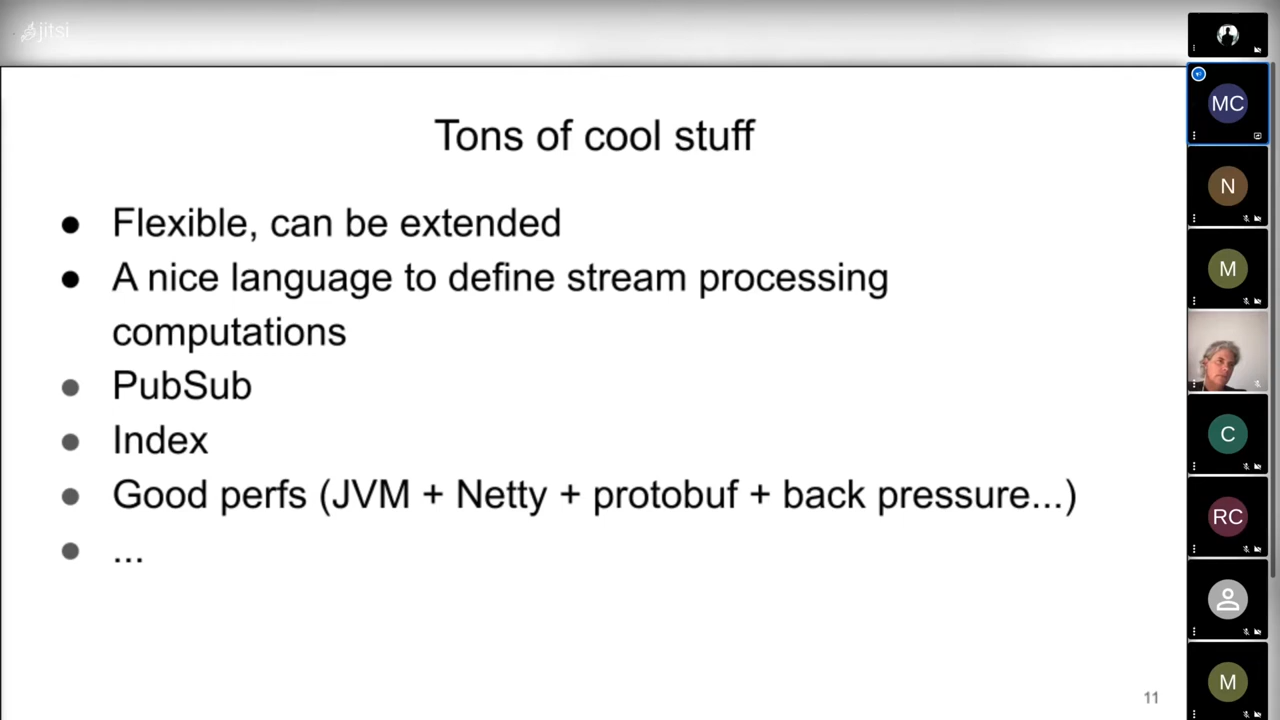 jitsi
Tons of cool stuff
● Flexible, can be extended
● A nice language to define stream processing
computations
● PubSub
● Index
● Good perfs (JVM + Netty + protobuf + back pressure...)
● ...
11
MC
N
M
C
RC
M